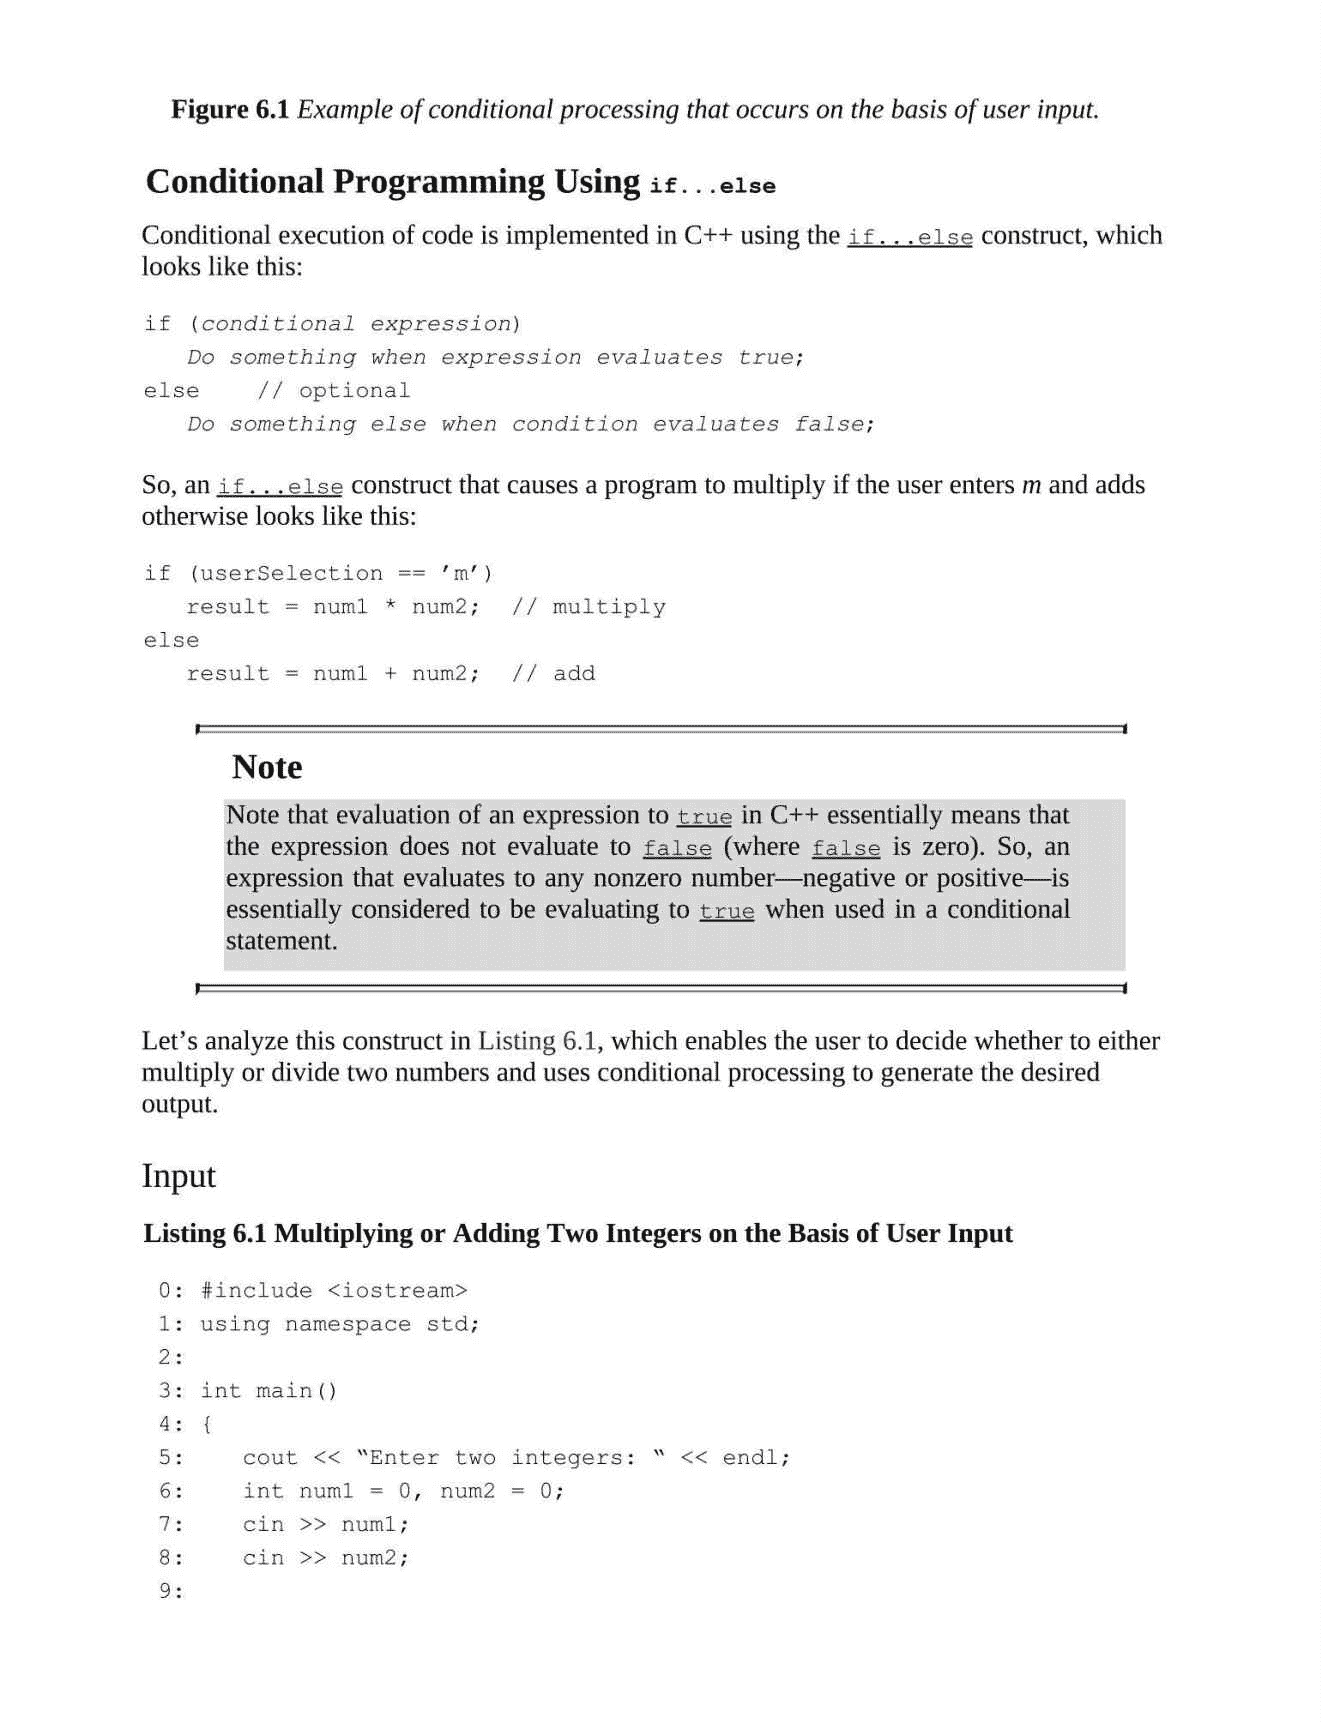 Figure 6.1 Example of conditional processing that occurs on the basis of user input.
Conditional Programming Using if...else
Conditional execution of code is implemented in C++ using the if...else construct, which
looks like this:
if (conditional expression)
   Do something when expression evaluates true;
else    // optional
   Do something else when condition evaluates false;
So, an if...else construct that causes a program to multiply if the user enters m and adds
otherwise looks like this:
if (userSelection == ’m’)
   result = num1 * num2;  // multiply
else
   result = num1 + num2;  // add
Note
Note that evaluation of an expression to true in C++ essentially means that
the expression does not evaluate to false (where false is zero). So, an
expression that evaluates to any nonzero number—negative or positive—is
essentially considered to be evaluating to true when used in a conditional
statement.
Let’s analyze this construct in Listing 6.1, which enables the user to decide whether to either
multiply or divide two numbers and uses conditional processing to generate the desired
output.
Input
Listing 6.1 Multiplying or Adding Two Integers on the Basis of User Input
0: #include <iostream>
1: using namespace std;
2:
3: int main()
4: {
5:    cout << “Enter two integers: “ << endl;
6:    int num1 = 0, num2 = 0;
7:    cin >> num1;
8:    cin >> num2;
9: